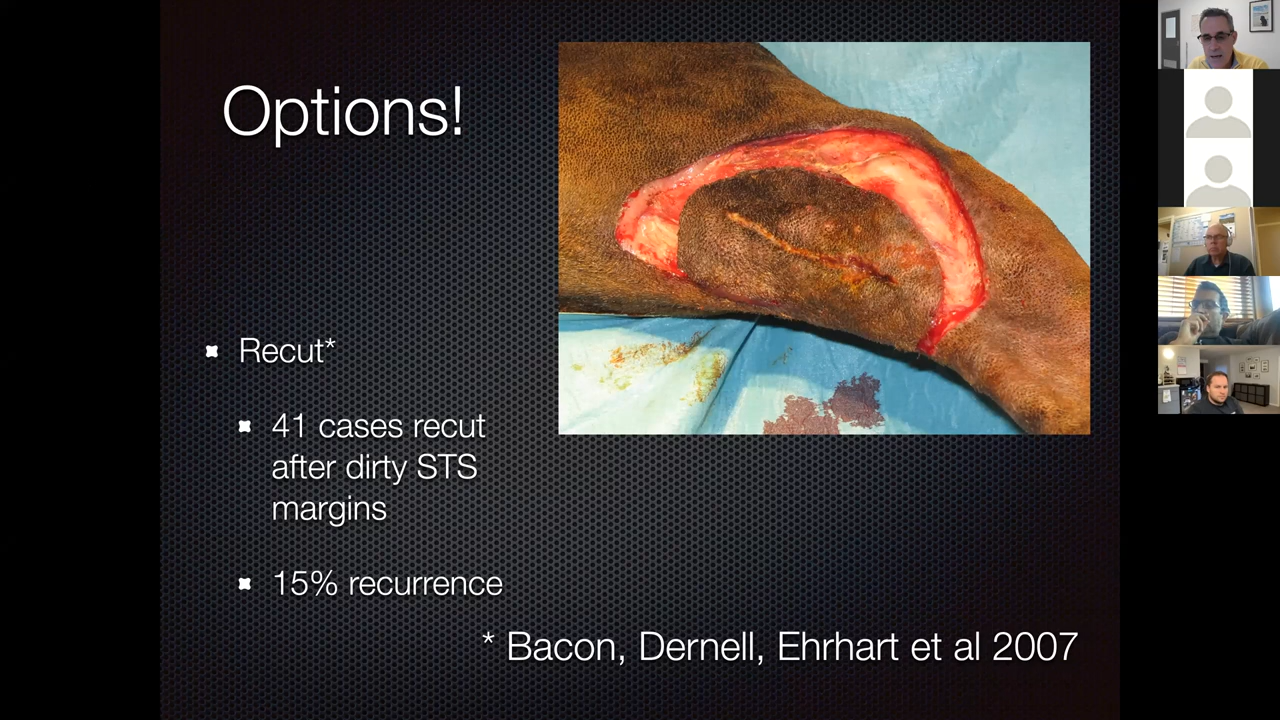 Options!
Recut*
41 cases recut
after dirty STS
margins
15% recurrence
* Bacon, Dernell, Ehrhart et al 2007